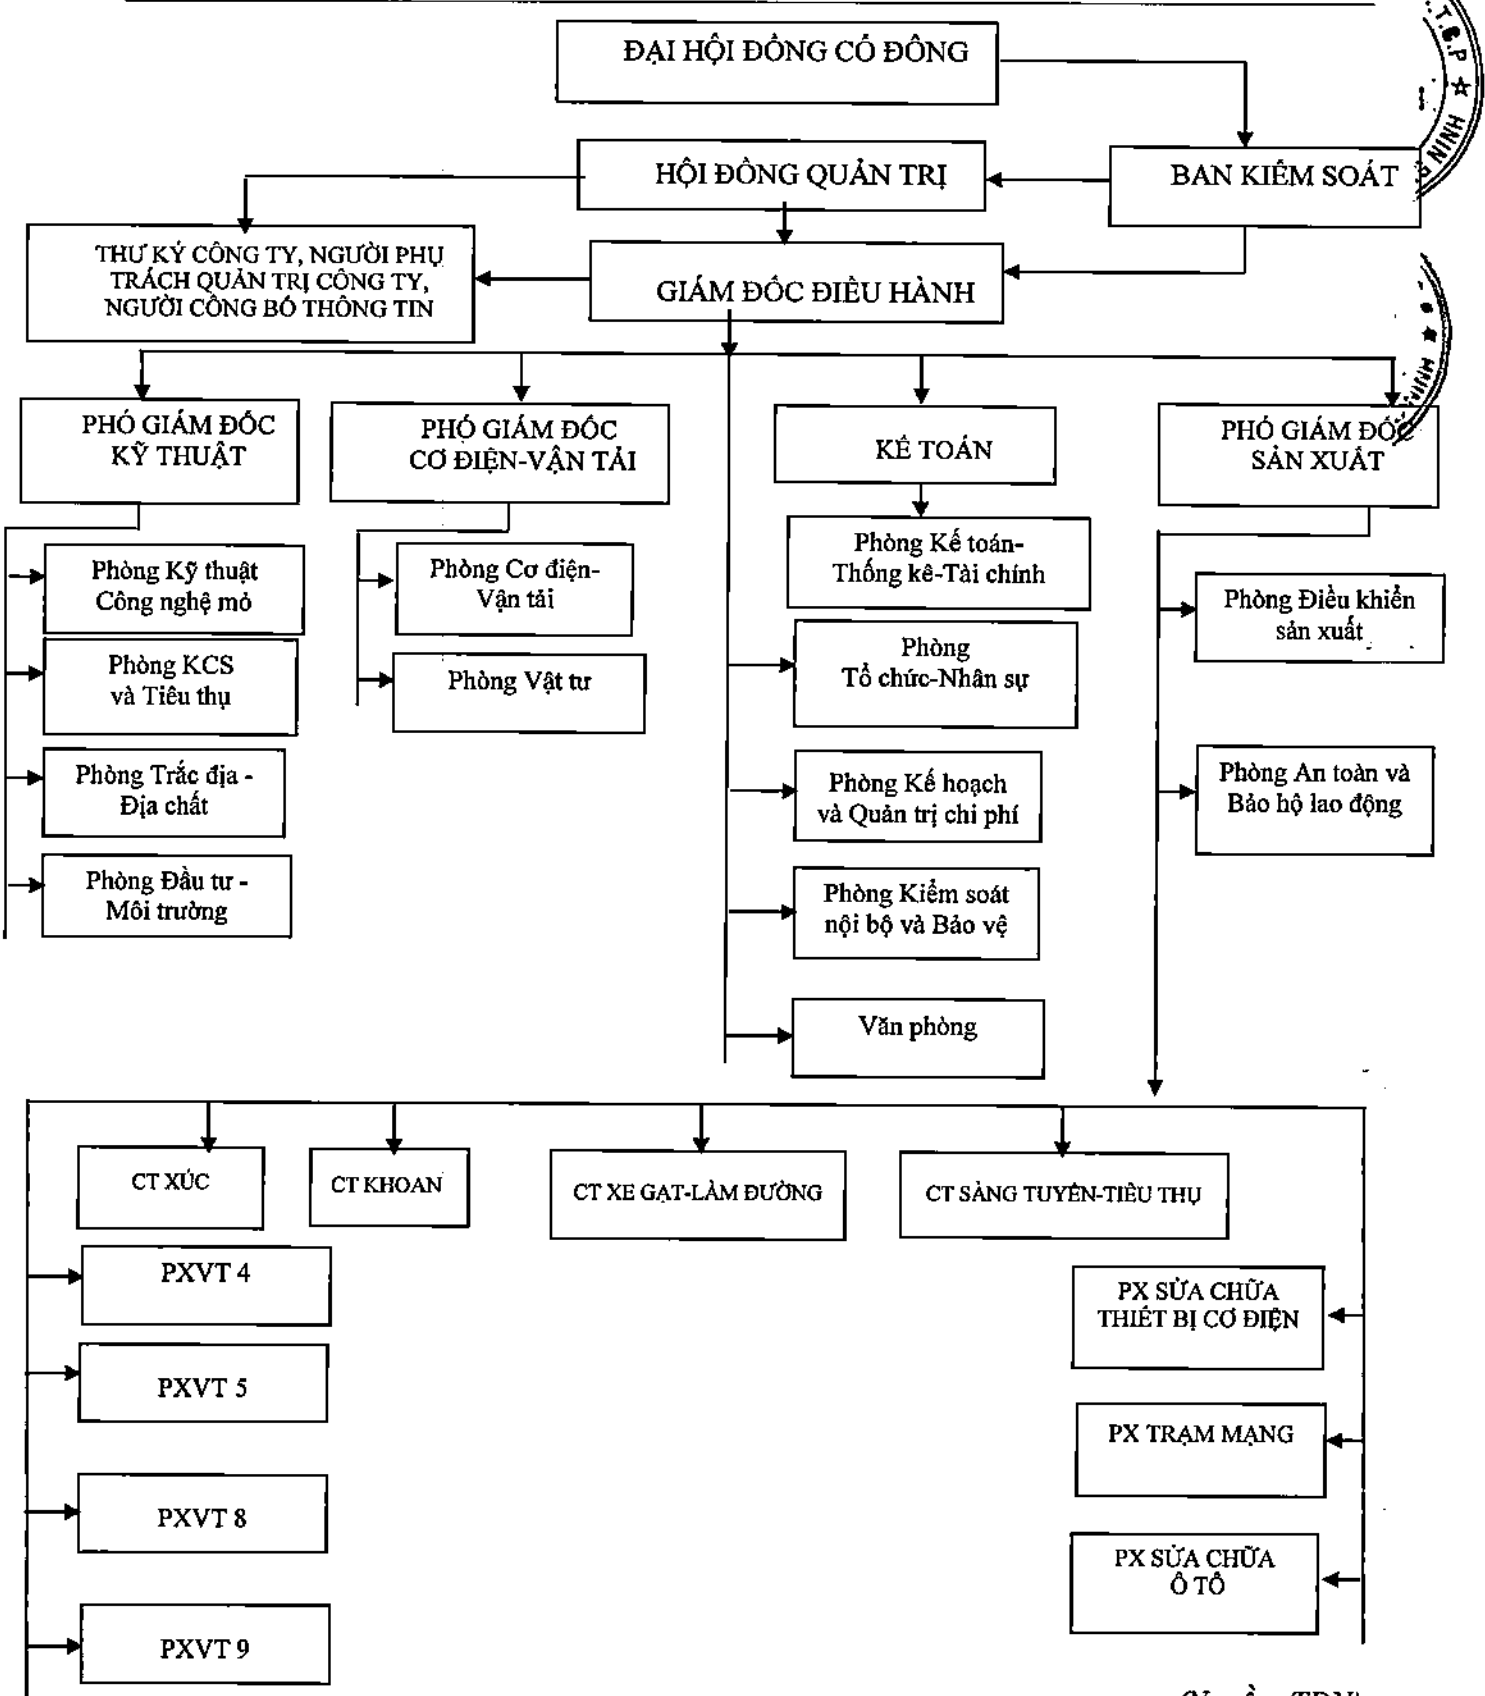 ĐẠI HỘI ĐỒNG CỔ ĐÔNG
T.C.P
NINH
HỘI ĐỒNG QUẢN TRỊ
BAN KIỂM SOÁT
THƯ KÝ CÔNG TY, NGƯỜI PHỤ
TRÁCH QUẢN TRỊ CÔNG TY,
NGƯỜI CÔNG BỐ THÔNG TIN
GIÁM ĐỐC ĐIỀU HÀNH
PHÓ GIÁM ĐỐC
KỸ THUẬT
PHÓ GIÁM ĐỐC
CƠ ĐIỆN-VẬN TẢI
KẾ TOÁN
PHÓ GIÁM ĐỐC
SẢN XUẤT
Phòng Kỹ thuật
Công nghệ mỏ
Phòng KCS
và Tiêu thụ
Phòng Trắc địa -
Địa chất
Phòng Đầu tư -
Môi trường
Phòng Cơ điện-
Vận tải
Phòng Vật tư
Phòng Kế toán-
Thống kê-Tài chính
Phòng
Tổ chức-Nhân sự
Phòng Kế hoạch
và Quản trị chi phí
Phòng Kiểm soát
nội bộ và Bảo vệ
Văn phòng
Phòng Điều khiển
sản xuất
Phòng An toàn và
Bảo hộ lao động
CT XÚC
CT KHOAN
CT XE GẠT-LÀM ĐƯỜNG
CT SÀNG TUYỂN-TIÊU THỤ
PXVT 4
PXVT 5
PXVT 8
PXVT 9
PX SỬA CHỮA
THIẾT BỊ CƠ ĐIỆN
PX TRẠM MẠNG
PX SỬA CHỮA
Ô TÔ